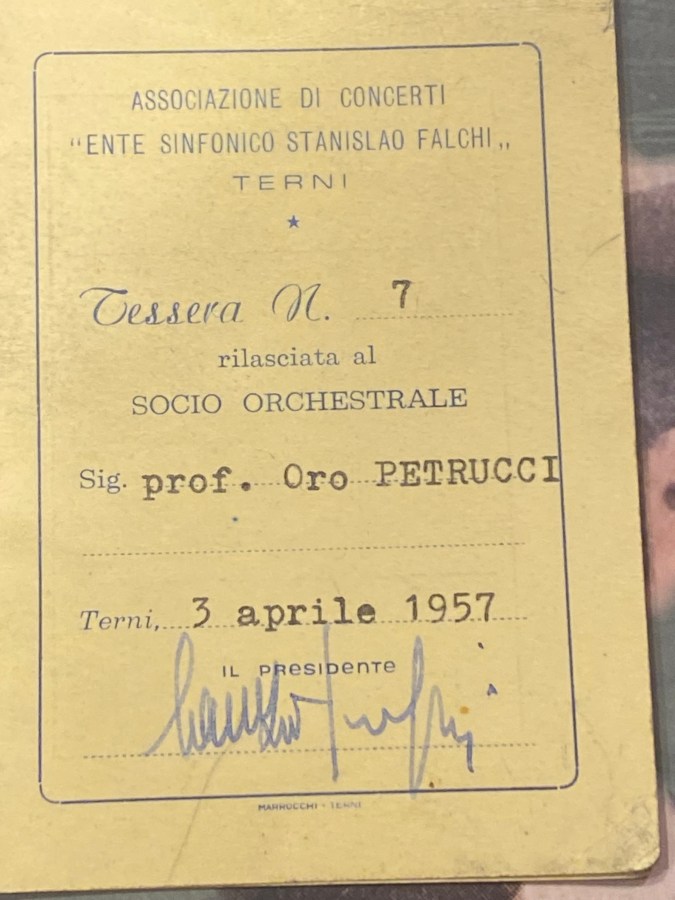 ASSOCIAZIONE DI CONCERTI
"ENTE SINFONICO STANISLAO FALCHI„
TERNI
★
Tessera N. 7
rilasciata al
SOCIO ORCHESTRALE
Sig. prof. Oro PETRUCCI
Terni, 3 aprile 1957
IL PRESIDENTE
MARROCCHI - TERNI